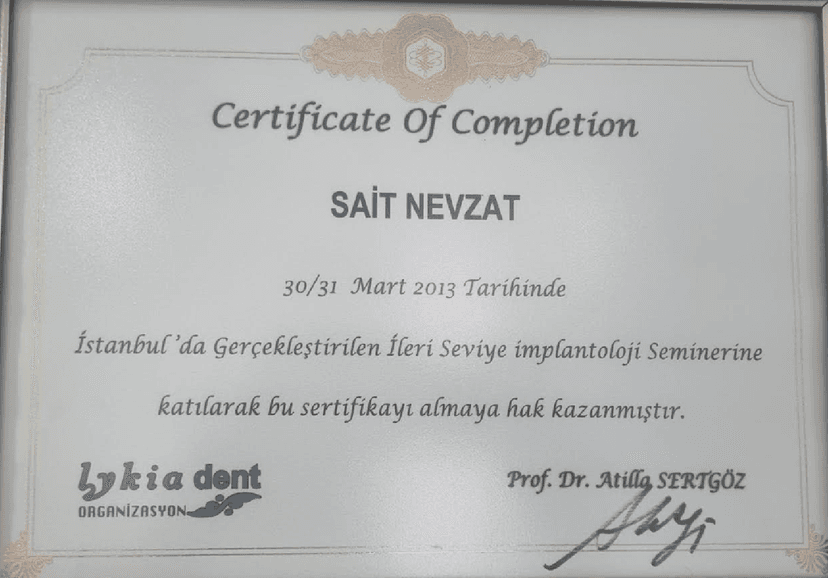 Certificate Of Completion
SAİT NEVZAT
30/31 Mart 2013 Tarihinde
İstanbul'da Gerçekleştirilen İleri Seviye implantoloji Seminerine
katılarak bu sertifikayı almaya hak kazanmıştır.
lykia dent
ORGANİZASYON
Prof. Dr. Atilla SERTGÖZ